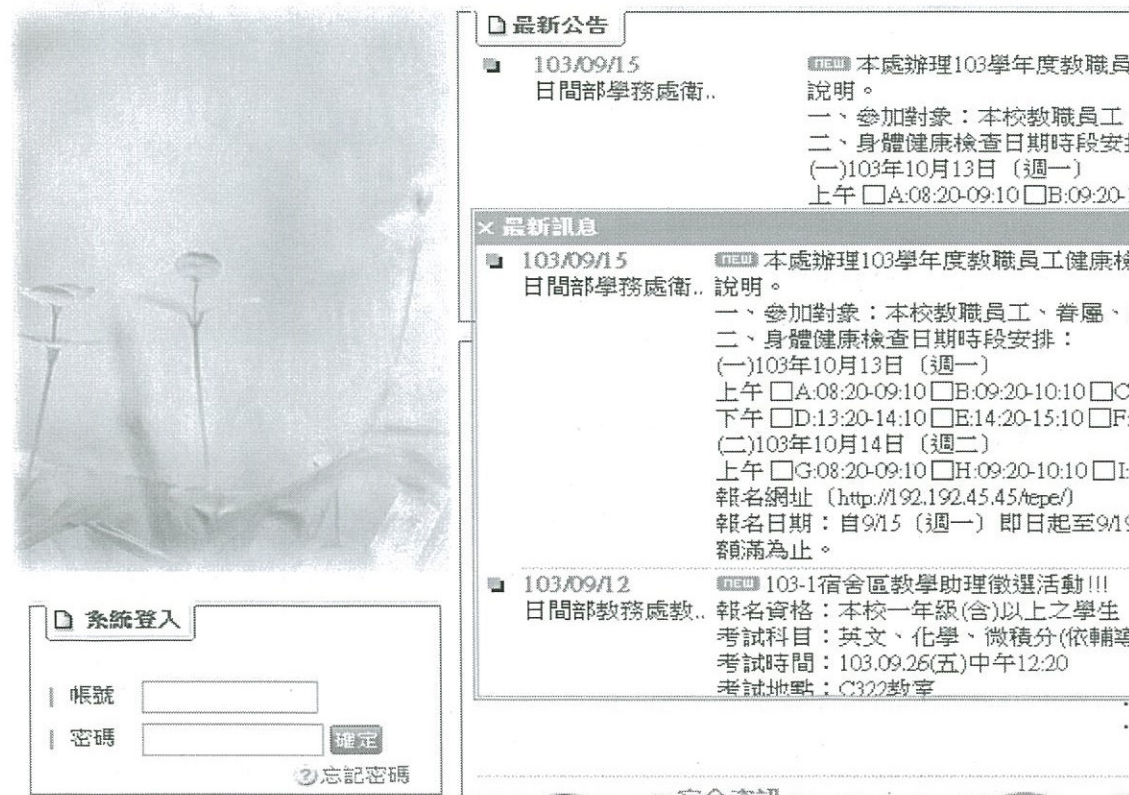 最新公告
103/09/15
日間部學務處衛..
new 本處辦理103學年度教職員
說明。
一、參加對象：本校教職員工
二、身體健康檢查日期時段安
(一)103年10月13日〔週一〕
上午 □A:08:20-09:10 □B:09:20-
× 最新訊息
103/09/15
日間部學務處衛..
new 本處辦理103學年度教職員工健康檢
說明。
一、參加對象：本校教職員工、眷屬、
二、身體健康檢查日期時段安排：
(一)103年10月13日〔週一〕
上午 □A:08:20-09:10 □B:09:20-10:10 □C
下午 □D:13:20-14:10 □E:14:20-15:10 □F:
(二)103年10月14日〔週二〕
上午 □G:08:20-09:10 □H:09:20-10:10 □I:
報名網址〔http://192.192.45.45/tepe/〕
報名日期：自9/15〔週一〕即日起至9/19
額滿為止。
103/09/12
日間部教務處教..
new 103-1宿舍區教學助理徵選活動!!!
報名資格：本校一年級(含)以上之學生
考試科目：英文、化學、微積分(依輔導
考試時間：103.09.26(五)中午12:20
考試地點：C322教室
系統登入
帳號
密碼
確定
忘記密碼